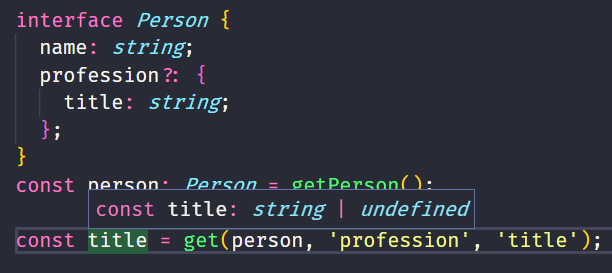 interface Person {
name: string;
profession?: {
title: string;
};
}
const person: Person = getPerson();
const title: string | undefined
const title = get(person, 'profession', 'title');